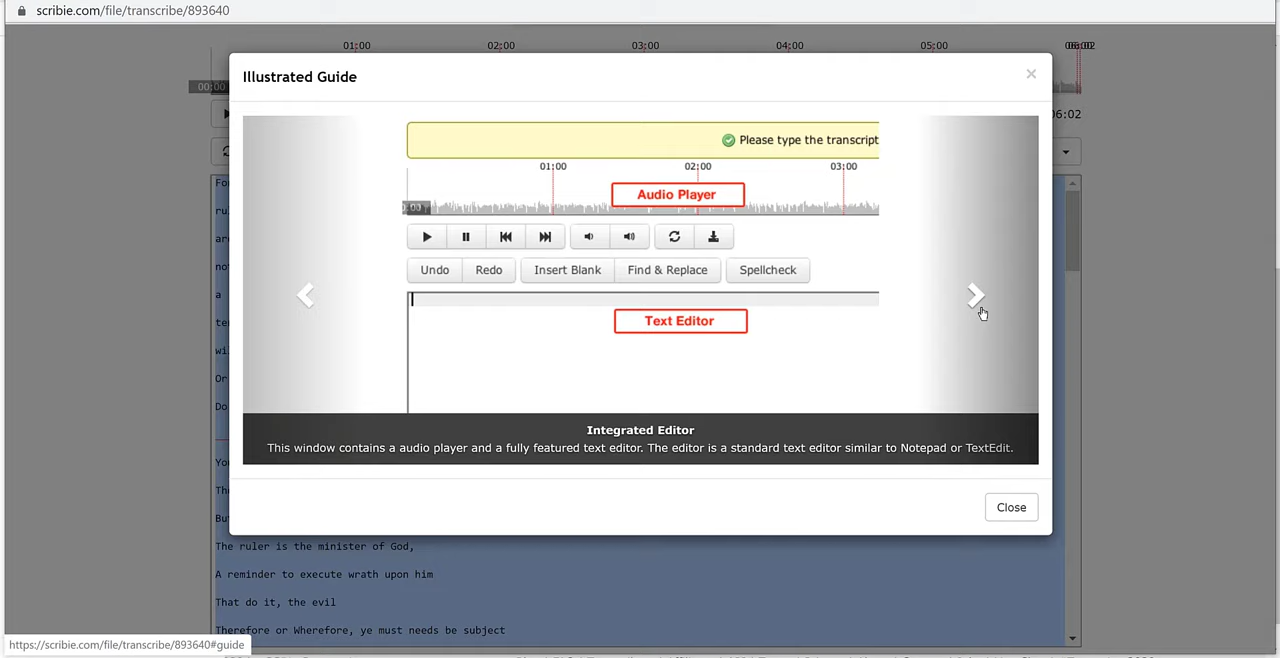 scribie.com/file/transcribe/893640
01:00 02:00 03:00 04:00 05:00
00:00
Illustrated Guide
×
06:02
Please type the transcript
01:00 02:00 03:00
Audio Player
Undo Redo Insert Blank Find & Replace Spellcheck
Text Editor
Integrated Editor
This window contains a audio player and a fully featured text editor. The editor is a standard text editor similar to Notepad or TextEdit.
Close
The ruler is the minister of God,
A reminder to execute wrath upon him
That do it, the evil
Therefore or Wherefore, ye must needs be subject
https://scribie.com/file/transcribe/893640#guide